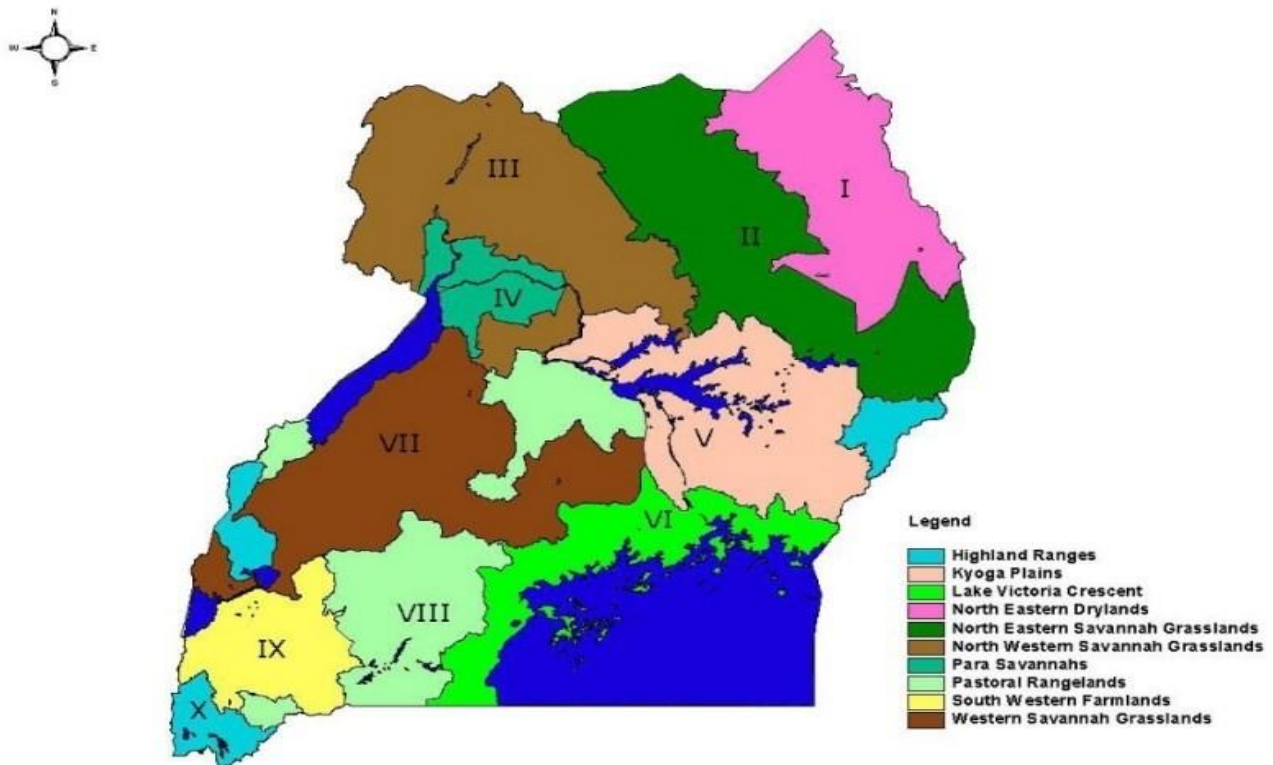 N
W E
S
I
III
II
IV
VII
V
VI
VIII
IX
X
Legend
Highland Ranges
Kyoga Plains
Lake Victoria Crescent
North Eastern Drylands
North Eastern Savannah Grasslands
North Western Savannah Grasslands
Para Savannahs
Pastoral Rangelands
South Western Farmlands
Western Savannah Grasslands